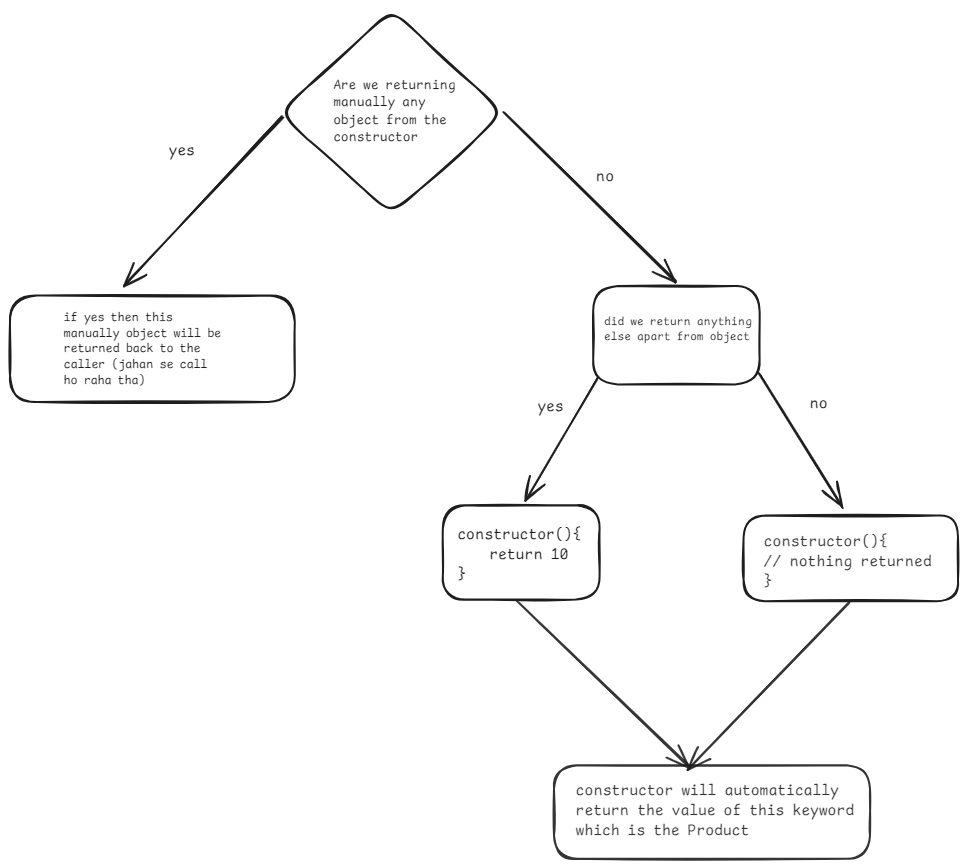 Are we returning
manually any
object from the
constructor
yes
no
if yes then this
manually object will be
returned back to the
caller (jahan se call
ho raha tha)
did we return anything
else apart from object
yes
no
constructor(){
return 10
}
constructor(){
// nothing returned
}
constructor will automatically
return the value of this keyword
which is the Product